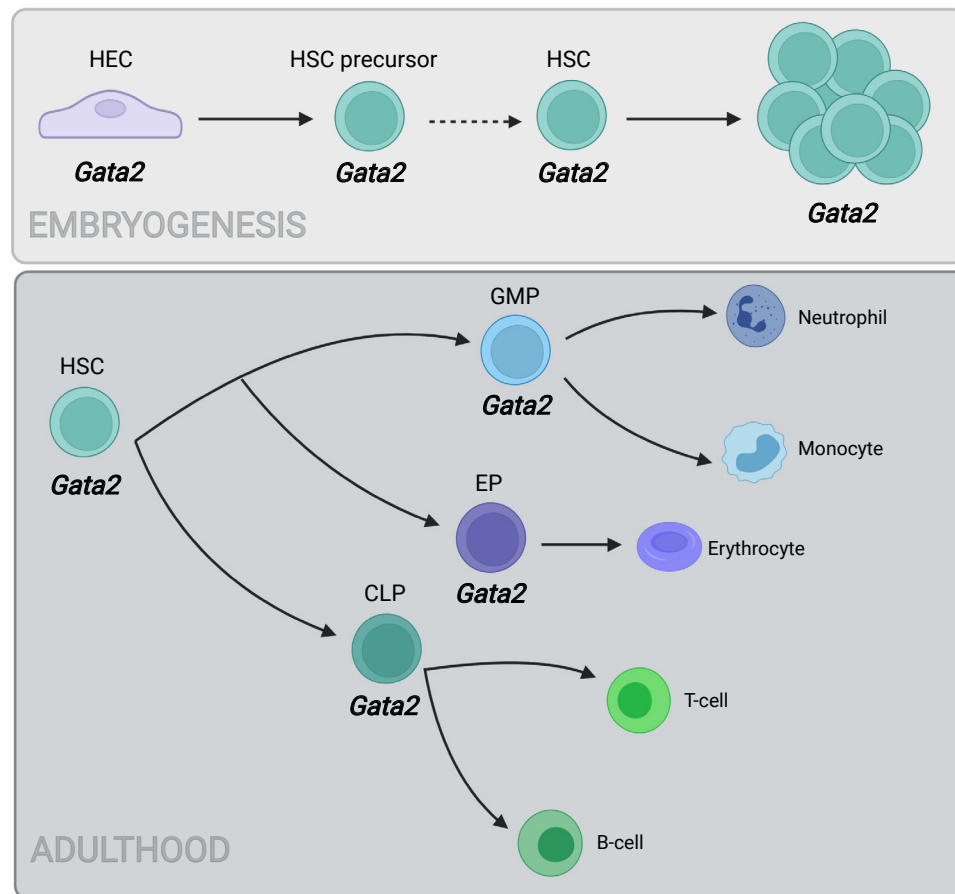 HEC
HSC precursor
HSC
Gata2
Gata2
Gata2
Gata2
EMBRYOGENESIS
GMP
Neutrophil
HSC
Gata2
Gata2
Monocyte
EP
Erythrocyte
Gata2
CLP
Gata2
T-cell
B-cell
ADULTHOOD